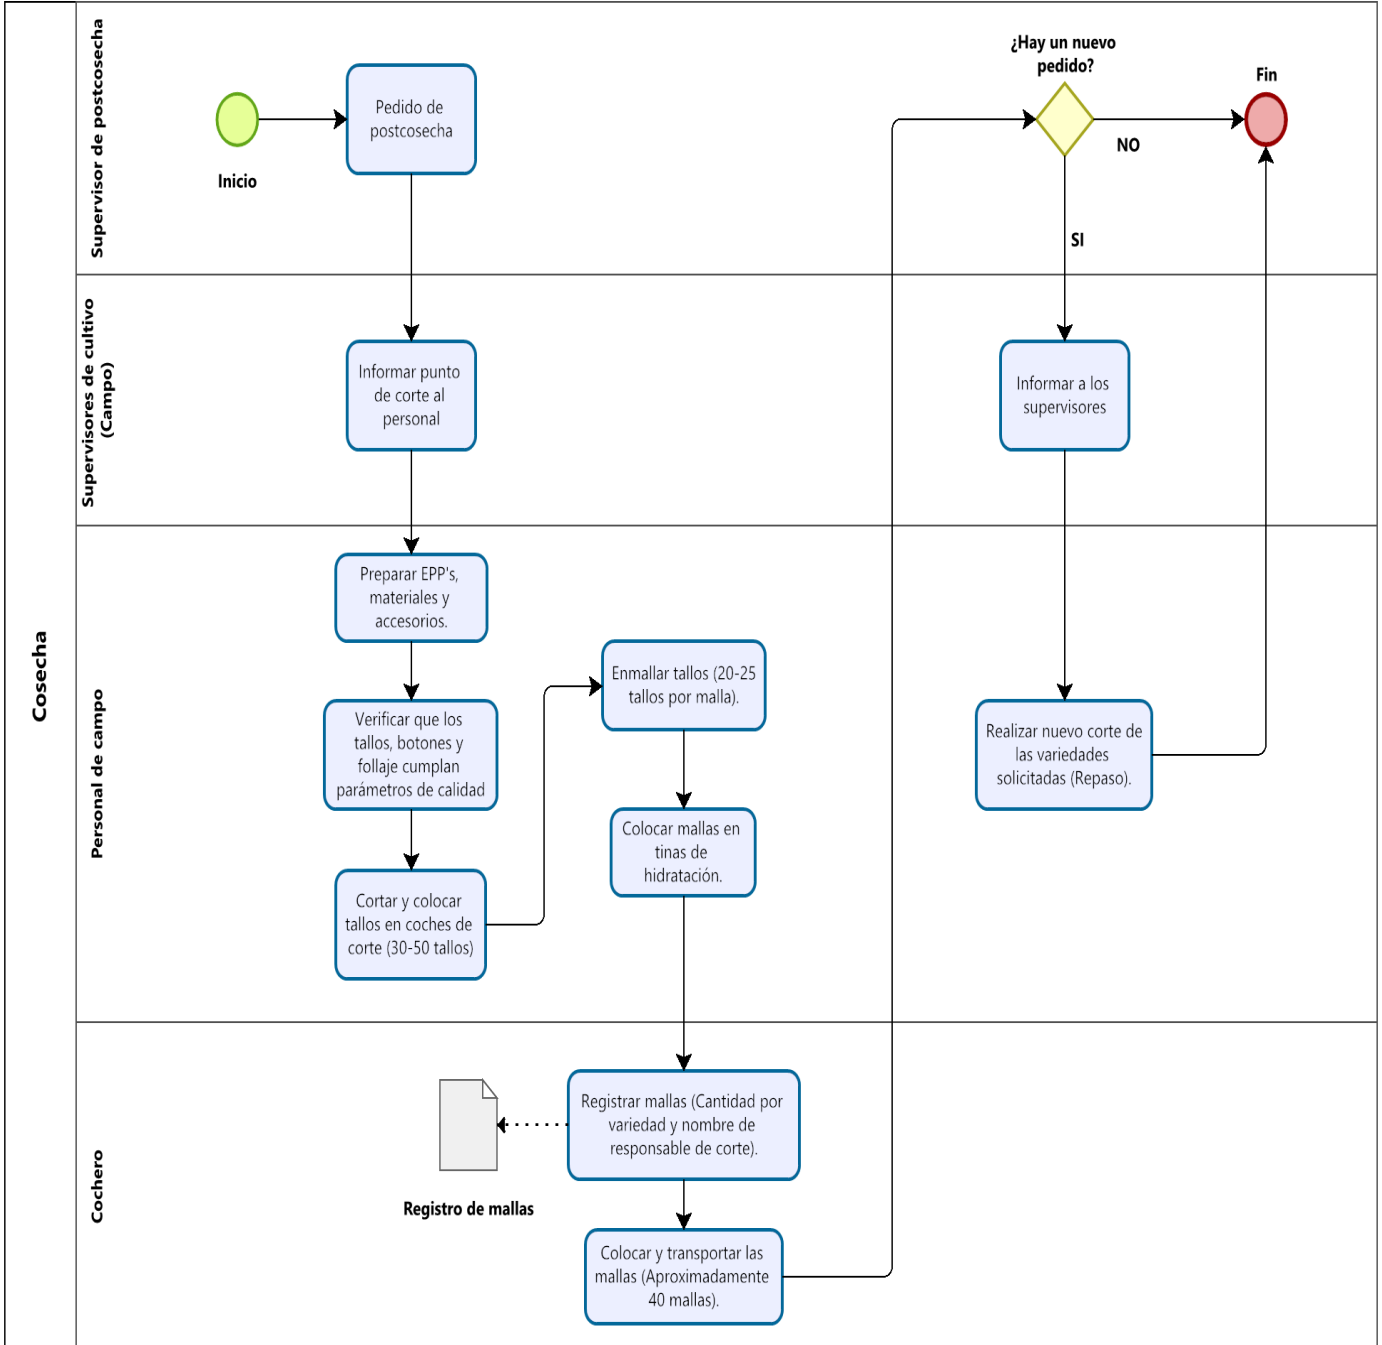 Cosecha
Supervisor de postcosecha
Inicio
Pedido de
postcosecha
¿Hay un nuevo
pedido?
NO
SI
Fin
Supervisores de cultivo
(Campo)
Informar punto
de corte al
personal
Informar a los
supervisores
Personal de campo
Preparar EPP's,
materiales y
accesorios.
Verificar que los
tallos, botones y
follaje cumplan
parámetros de calidad
Cortar y colocar
tallos en coches de
corte (30-50 tallos)
Enmallar tallos (20-25
tallos por malla).
Colocar mallas en
tinas de
hidratación.
Realizar nuevo corte de
las variedades
solicitadas (Repaso).
Cochero
Registrar mallas (Cantidad por
variedad y nombre de
responsable de corte).
Registro de mallas
Colocar y transportar las
mallas (Aproximadamente
40 mallas).